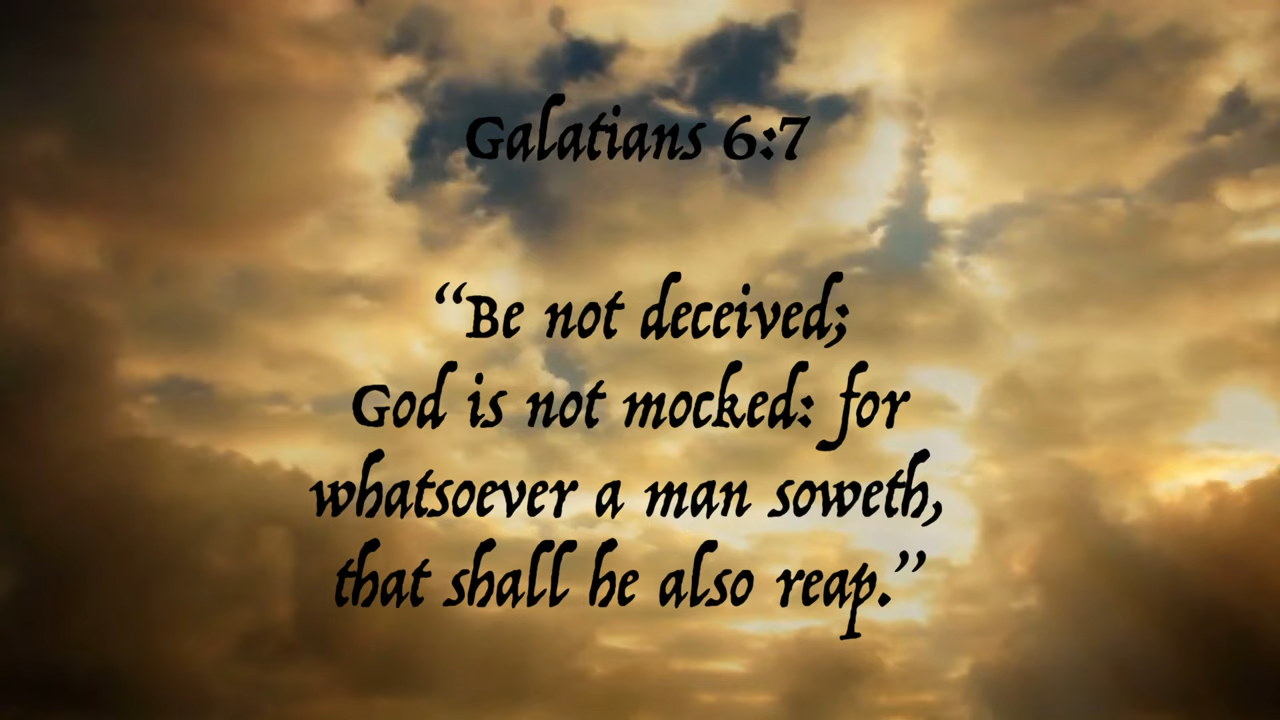 Galatians 6:7
“Be not deceived;
God is not mocked: for
whatsoever a man soweth,
that shall he also reap.”